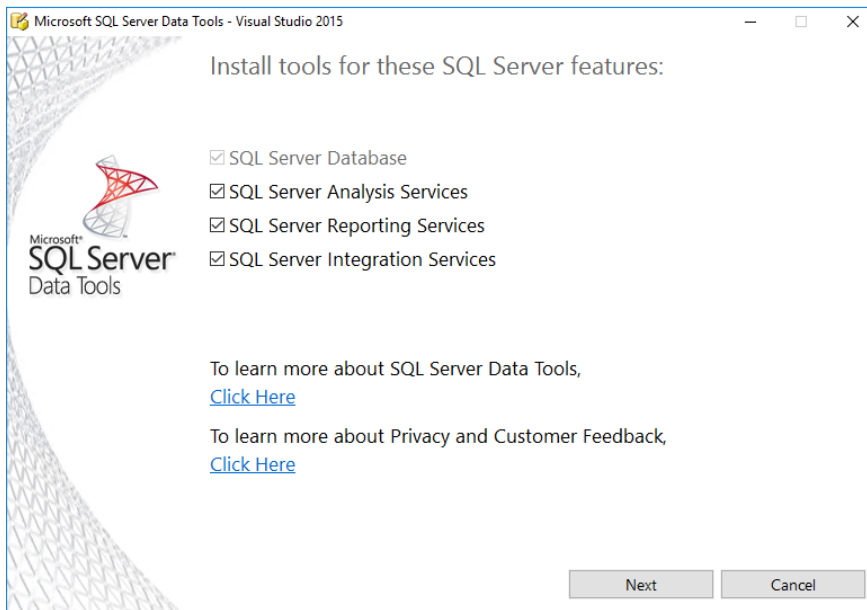 Microsoft SQL Server Data Tools - Visual Studio 2015
Install tools for these SQL Server features:
SQL Server Database
SQL Server Analysis Services
SQL Server Reporting Services
SQL Server Integration Services
Microsoft®
SQL Server®
Data Tools
To learn more about SQL Server Data Tools,
Click Here
To learn more about Privacy and Customer Feedback,
Click Here
Next
Cancel